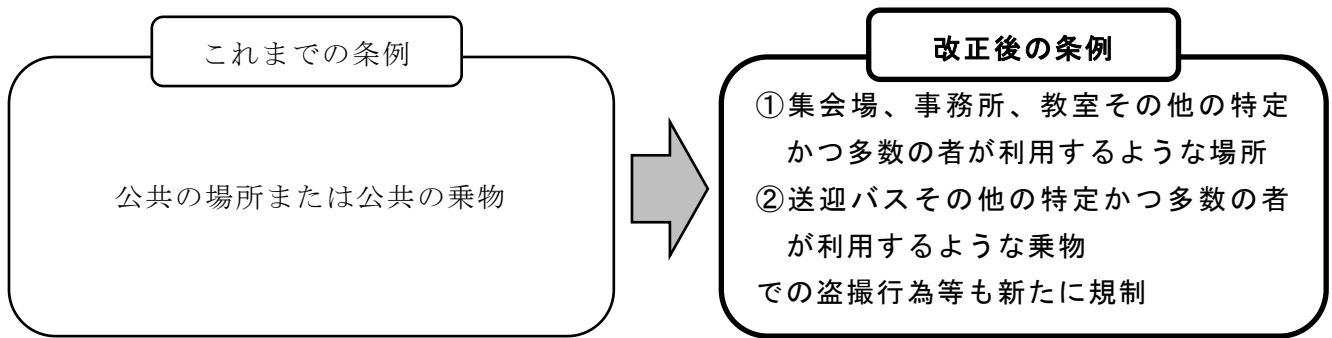 これまでの条例
公共の場所または公共の乗物
改正後の条例
①集会場、事務所、教室その他の特定
かつ多数の者が利用するような場所
②送迎バスその他の特定かつ多数の者
が利用するような乗物
での盗撮行為等も新たに規制